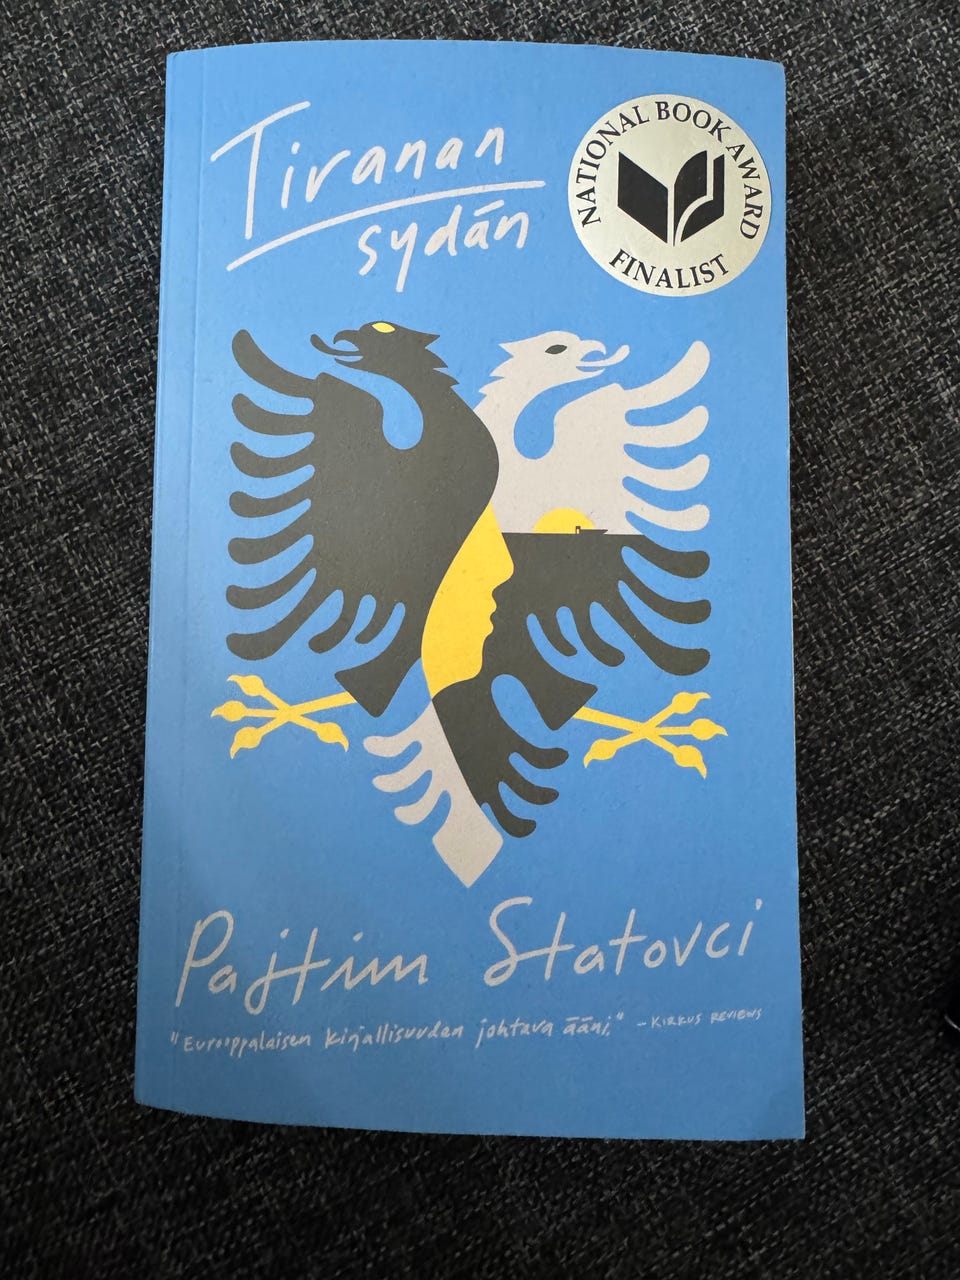 Tiranan
sydän
NATIONAL BOOK AWARD
FINALIST
Pajtim Statovci
"Eurooppalaisen kirjallisuuden johtava ääni." – KIRKUS REVIEWS